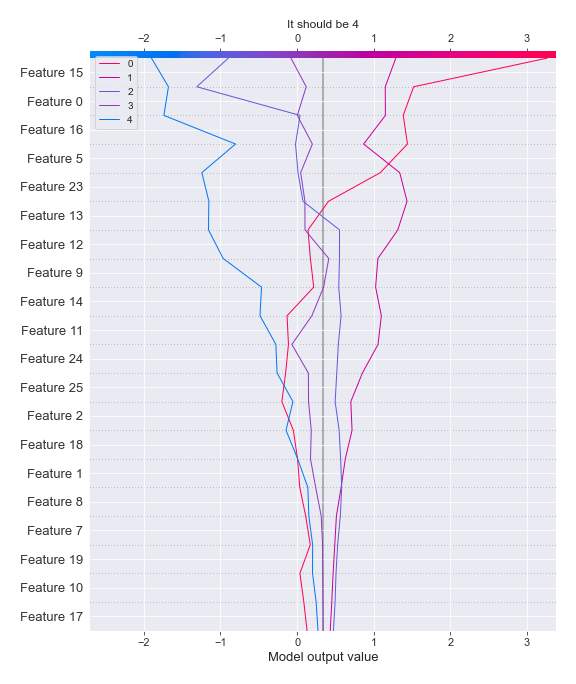 It should be 4
−2 −1 0 1 2 3
0
1
2
3
4
Feature 15
Feature 0
Feature 16
Feature 5
Feature 23
Feature 13
Feature 12
Feature 9
Feature 14
Feature 11
Feature 24
Feature 25
Feature 2
Feature 18
Feature 1
Feature 8
Feature 7
Feature 19
Feature 10
Feature 17
−2 −1 0 1 2 3
Model output value